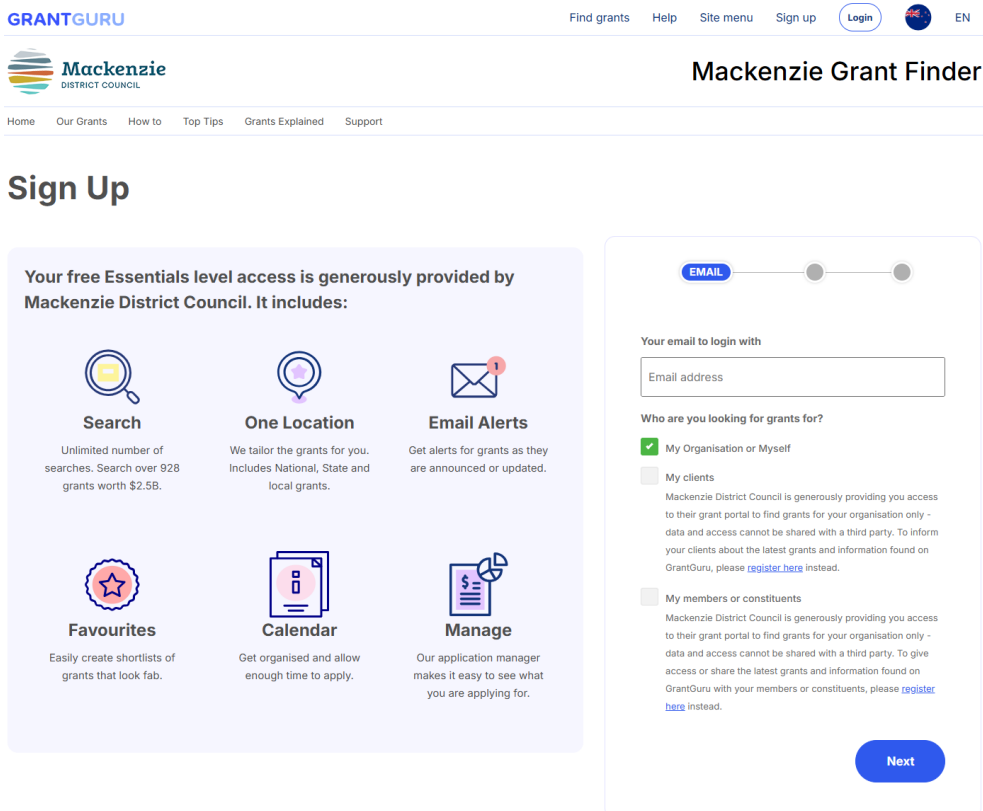 GRANTGURU
Find grants Help Site menu Sign up Login EN
Mackenzie
DISTRICT COUNCIL
Mackenzie Grant Finder
Home Our Grants How to Top Tips Grants Explained Support
Sign Up
Your free Essentials level access is generously provided by
Mackenzie District Council. It includes:
Search
Unlimited number of
searches. Search over 928
grants worth $2.5B.
One Location
We tailor the grants for you.
Includes National, State and
local grants.
1
Email Alerts
Get alerts for grants as they
are announced or updated.
Favourites
Easily create shortlists of
grants that look fab.
Calendar
Get organised and allow
enough time to apply.
$
Manage
Our application manager
makes it easy to see what
you are applying for.
EMAIL
Your email to login with
Email address
Who are you looking for grants for?
My Organisation or Myself
My clients
Mackenzie District Council is generously providing you access
to their grant portal to find grants for your organisation only -
data and access cannot be shared with a third party. To inform
your clients about the latest grants and information found on
GrantGuru, please register here instead.
My members or constituents
Mackenzie District Council is generously providing you access
to their grant portal to find grants for your organisation only -
data and access cannot be shared with a third party. To give
access or share the latest grants and information found on
GrantGuru with your members or constituents, please register
here instead.
Next